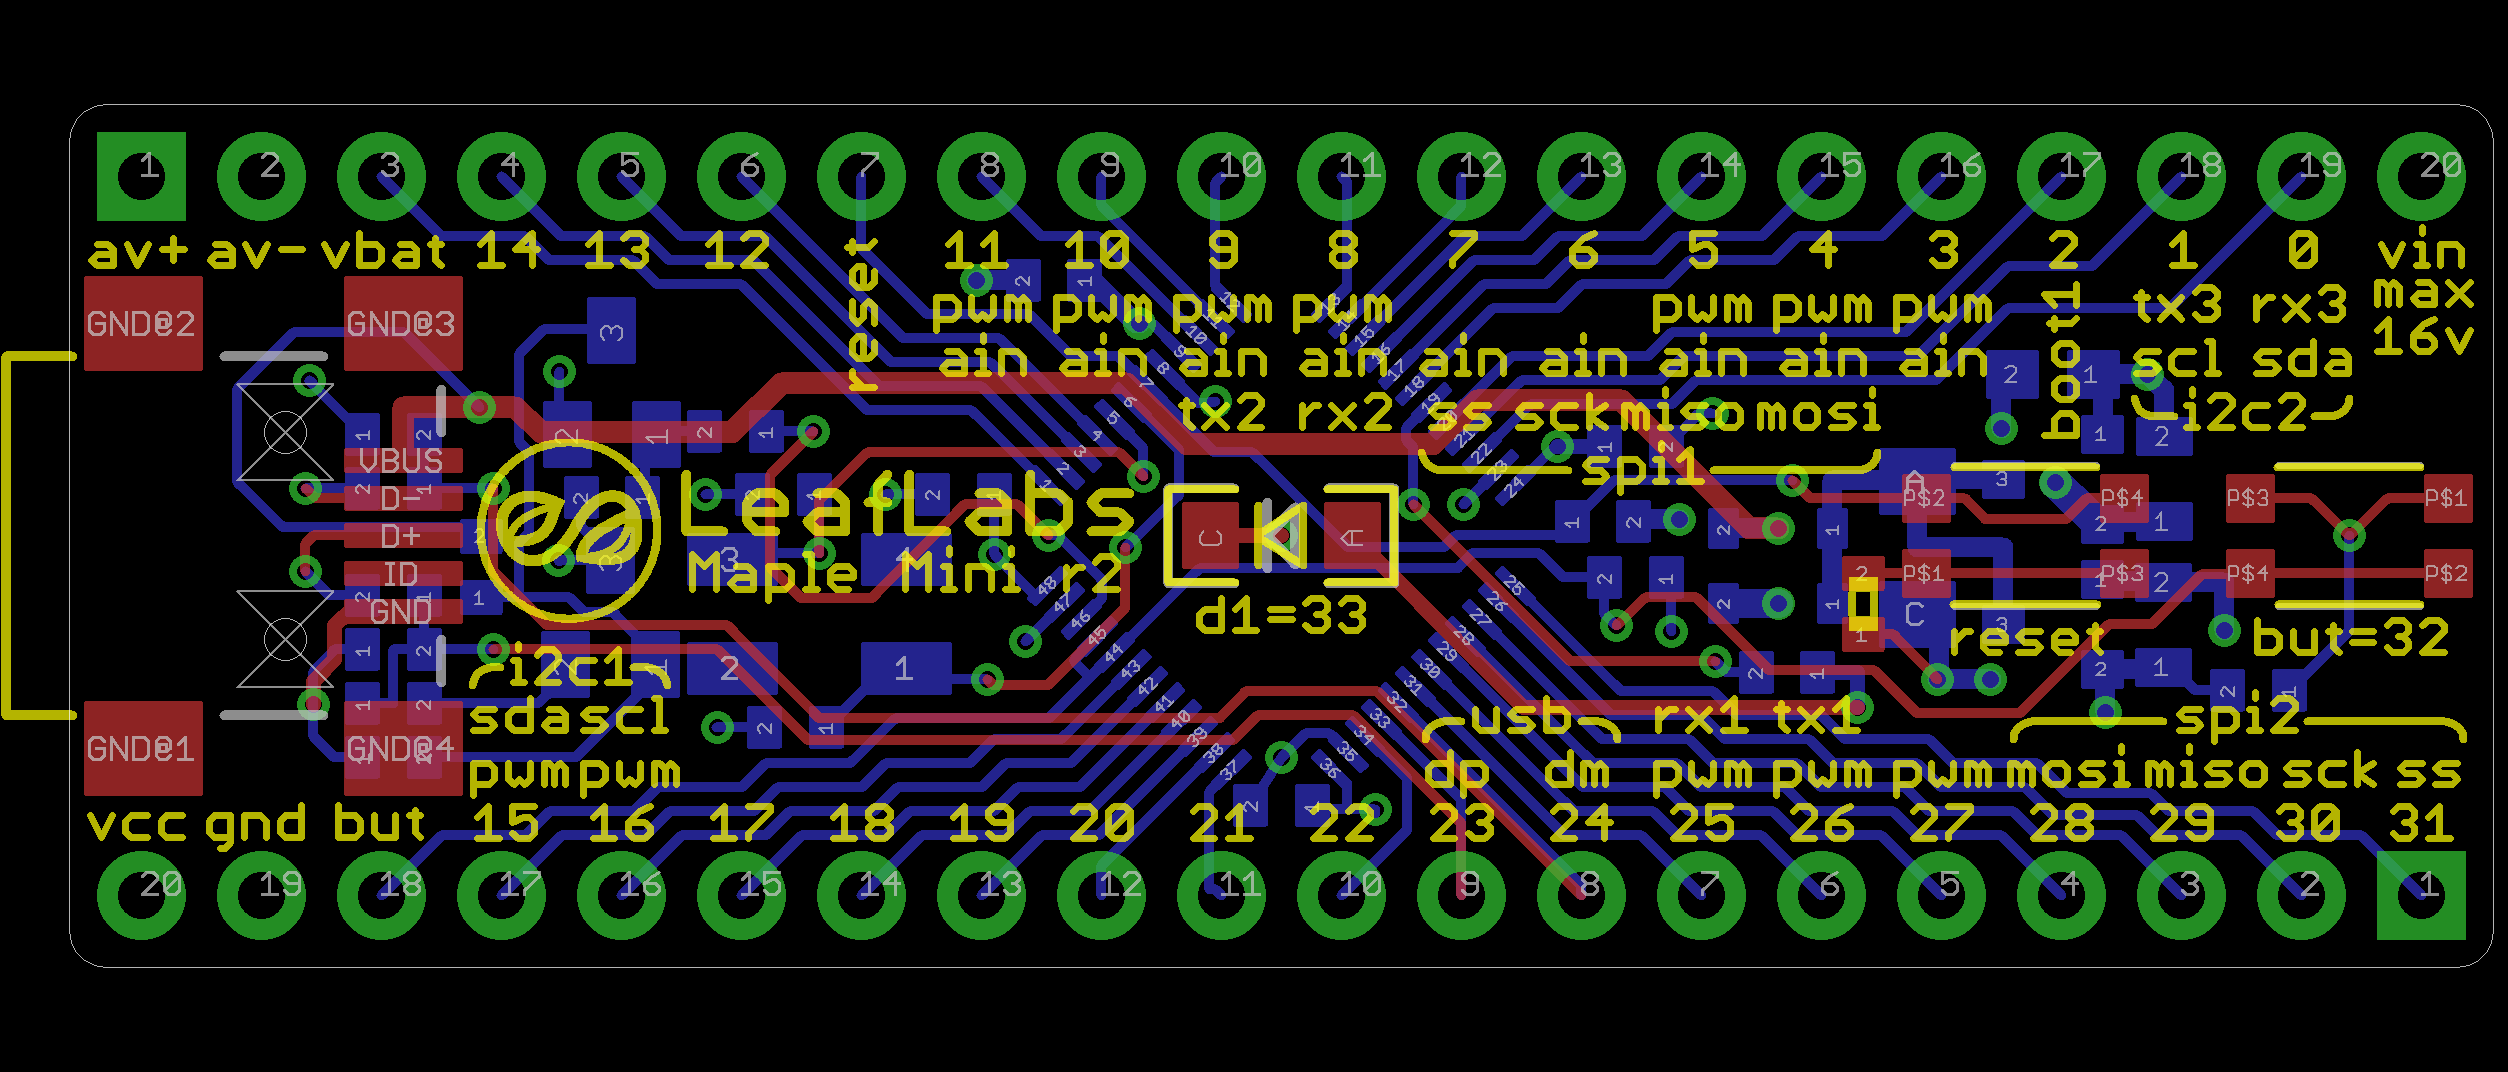 1 2 3 4 5 6 7 8 9 10 11 12 13 14 15 16 17 18 19 20
av+ av- vbat 14 13 12 reset 11 10 9 8 7 6 5 4 3 2 1 0 vin
pwm pwm pwm pwm pwm pwm pwm boot1 tx3 rx3 max
GND@2 GND@3 3 2 1 16v
ain ain ain ain ain ain ain ain ain scl sda
tx2 rx2 ss sck miso mosi i2c2
spi1
VBUS
D-
D+
ID
GND
LeafLabs
Maple Mini r2
C A
d1=33
P$2 P$4 P$3 P$1
P$1 P$3 P$4 P$2
reset but=32
i2c1
sda scl usb rx1 tx1 spi2
GND@1 GND@4
pwm pwm dp dm pwm pwm pwm mosi miso sck ss
vcc gnd but 15 16 17 18 19 20 21 22 23 24 25 26 27 28 29 30 31
20 19 18 17 16 15 14 13 12 11 10 9 8 7 6 5 4 3 2 1